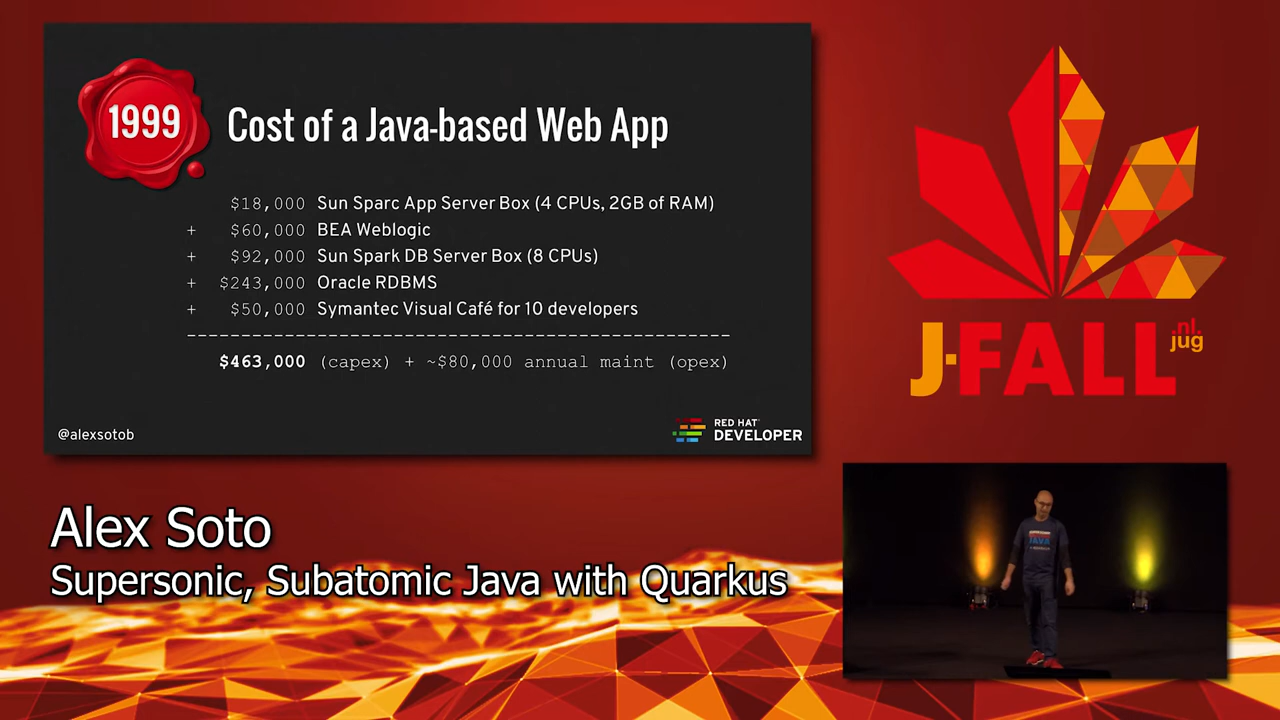 1999
Cost of a Java-based Web App
$18,000 Sun Sparc App Server Box (4 CPUs, 2GB of RAM)
+ $60,000 BEA Weblogic
+ $92,000 Sun Spark DB Server Box (8 CPUs)
+ $243,000 Oracle RDBMS
+ $50,000 Symantec Visual Café for 10 developers
$463,000 (capex) + ~$80,000 annual maint (opex)
@alexsotob
RED HAT
DEVELOPER
J-FALL
nl.
jug
Alex Soto
Supersonic, Subatomic Java with Quarkus
JAVA